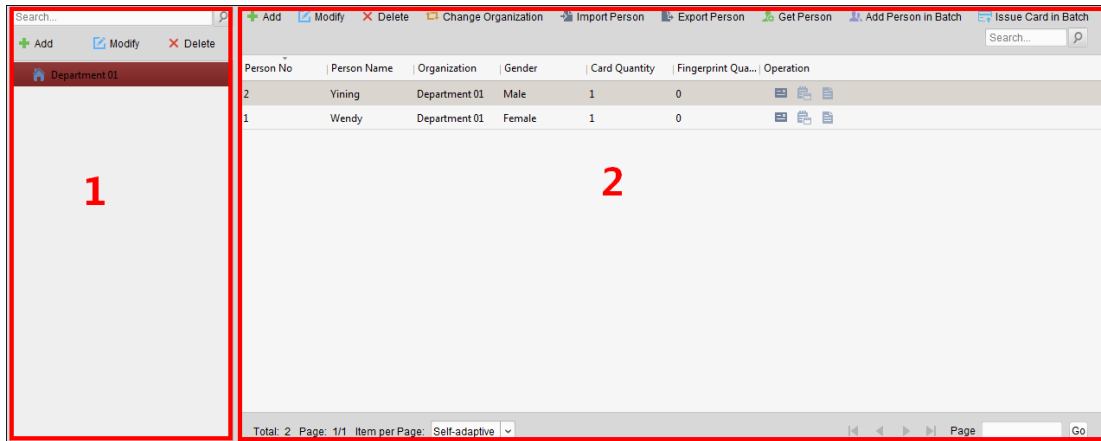 Search...
Add Modify Delete
Department 01
1
Add Modify Delete Change Organization Import Person Export Person Get Person Add Person in Batch Issue Card in Batch
Search...
Person No Person Name Organization Gender Card Quantity Fingerprint Qua... Operation
2 Yining Department 01 Male 1 0
1 Wendy Department 01 Female 1 0
2
Total: 2 Page: 1/1 Item per Page: Self-adaptive Page Go